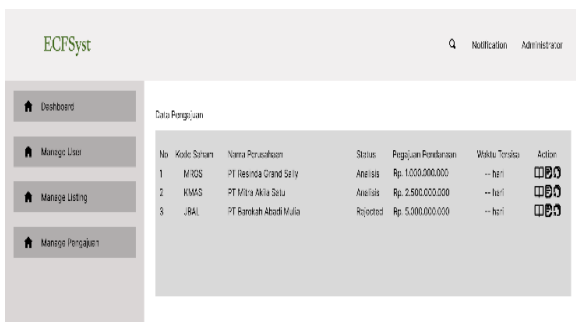 ECFSyst
Notification Administrator
Dashboard
Manage User
Manage Listing
Manage Pengajuan
Data Pengajuan
No Kode Saham Nama Perusahaan Status Pegajuan Pendanaan Waktu Tersisa Action
1 MRGS PT Resinda Grand Sally Analisis Rp. 1.000.000.000 -- hari
2 KMAS PT Mitra Akila Satu Analisis Rp. 2.500.000.000 -- hari
3 JBAL PT Barokah Abadi Mulia Rejected Rp. 5.000.000.000 -- hari